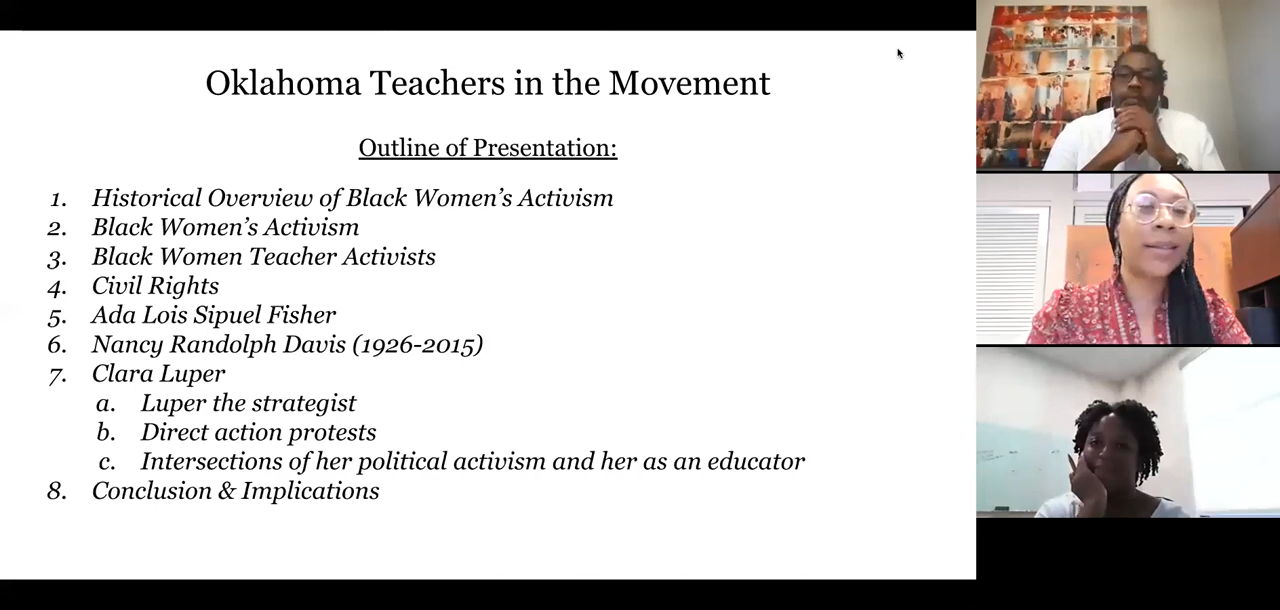 Oklahoma Teachers in the Movement
Outline of Presentation:
1. Historical Overview of Black Women's Activism
2. Black Women's Activism
3. Black Women Teacher Activists
4. Civil Rights
5. Ada Lois Sipuel Fisher
6. Nancy Randolph Davis (1926-2015)
7. Clara Luper
a. Luper the strategist
b. Direct action protests
c. Intersections of her political activism and her as an educator
8. Conclusion & Implications